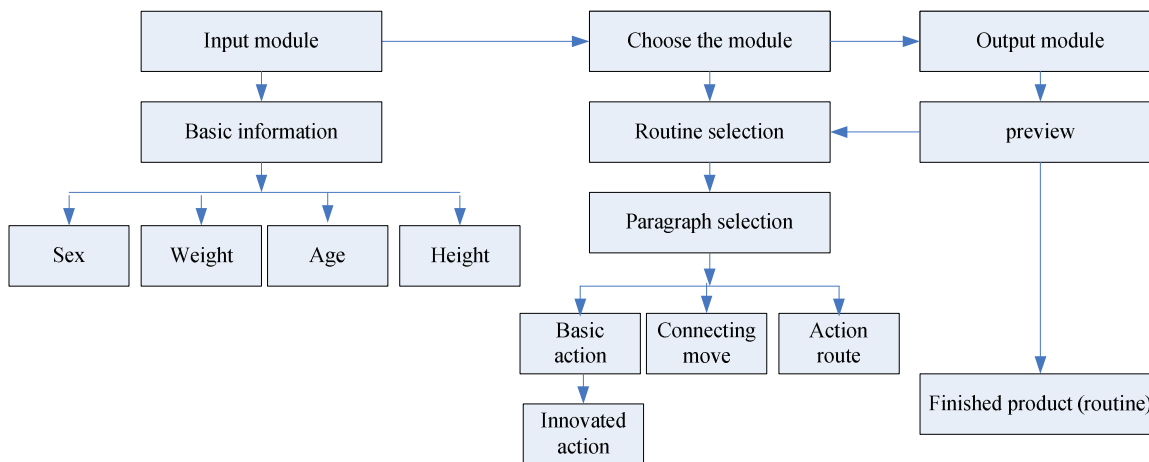 Input module
Choose the module
Output module
Basic information
Routine selection
preview
Paragraph selection
Sex
Weight
Age
Height
Basic
action
Connecting
move
Action
route
Finished product (routine)
Innovated
action